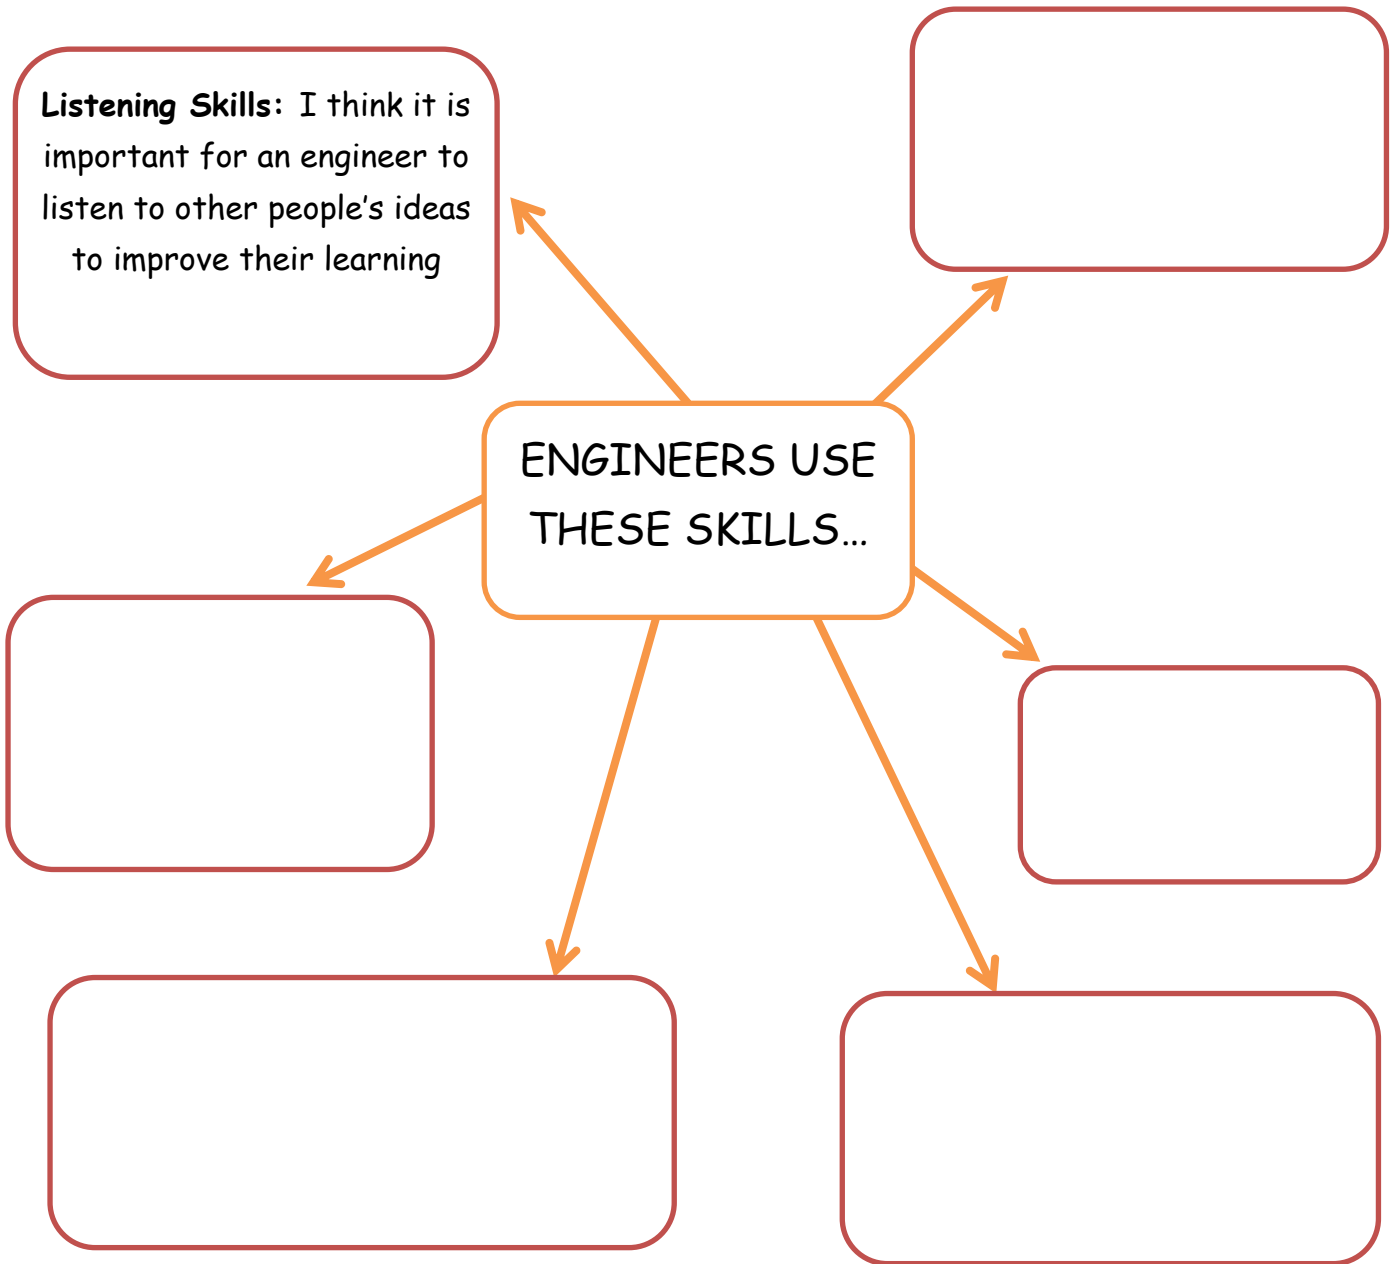 Listening Skills: I think it is
important for an engineer to
listen to other people's ideas
to improve their learning
ENGINEERS USE
THESE SKILLS...